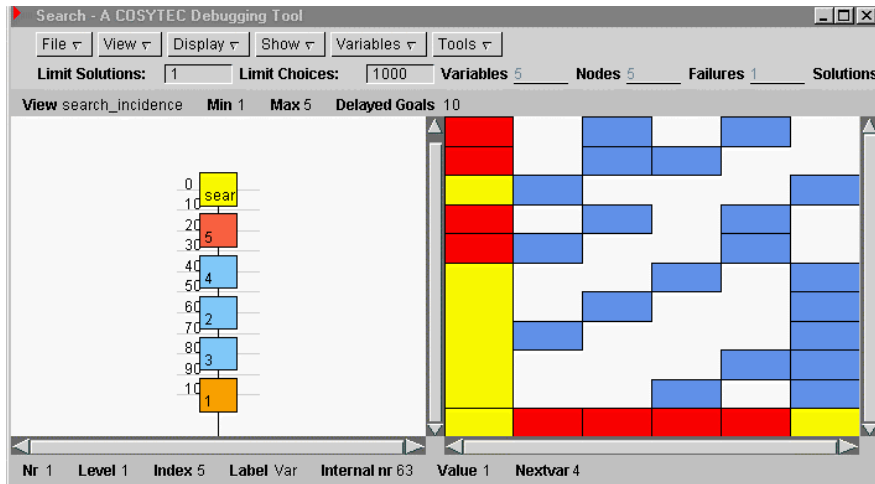 Search - A COSYTEC Debugging Tool
File View Display Show Variables Tools
Limit Solutions: 1 Limit Choices: 1000 Variables 5 Nodes 5 Failures 1 Solutions
View search_incidence Min 1 Max 5 Delayed Goals 10
0
sear
10
20
5
30
40
4
50
60
2
70
80
3
90
10
1
Nr 1 Level 1 Index 5 Label Var Internal nr 63 Value 1 Nextvar 4